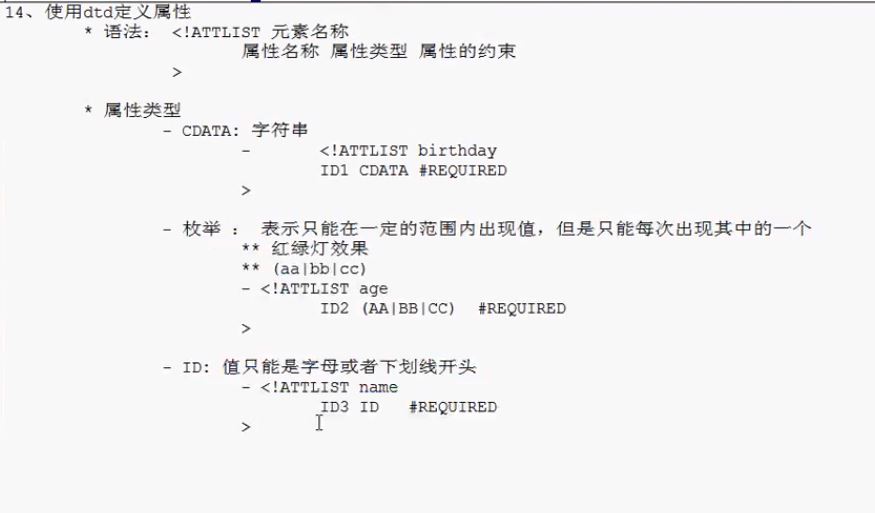 14、使用dtd定义属性
* 语法： <!ATTLIST 元素名称
属性名称 属性类型 属性的约束
>
* 属性类型
- CDATA: 字符串
- <!ATTLIST birthday
ID1 CDATA #REQUIRED
>
- 枚举 ： 表示只能在一定的范围内出现值，但是只能每次出现其中的一个
** 红绿灯效果
** (aa|bb|cc)
- <!ATTLIST age
ID2 (AA|BB|CC) #REQUIRED
>
- ID: 值只能是字母或者下划线开头
- <!ATTLIST name
ID3 ID #REQUIRED
>